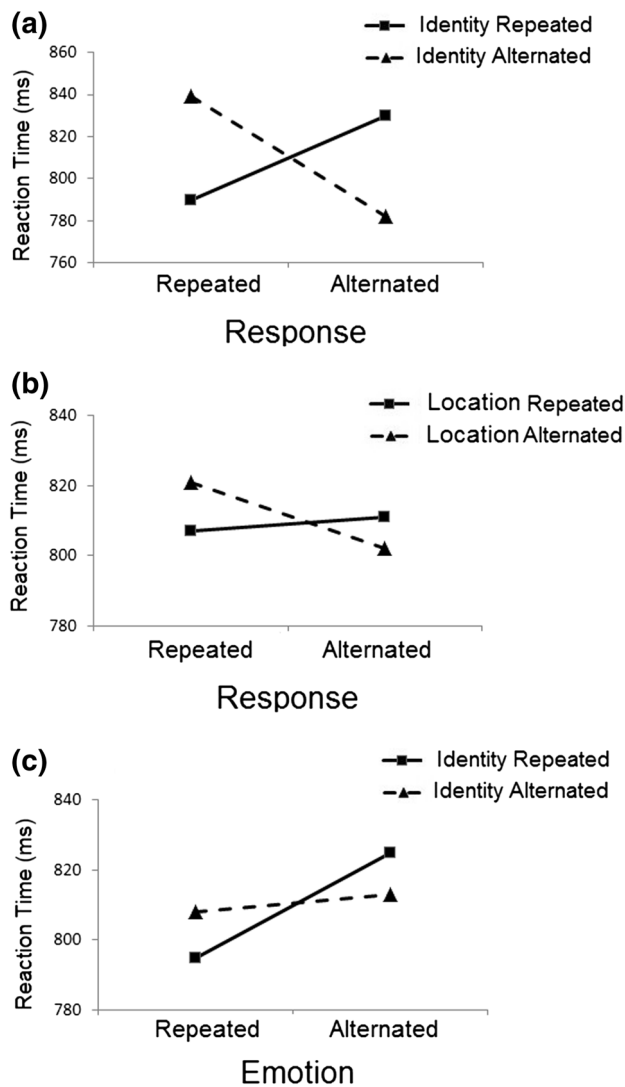 (a)
Identity Repeated
Identity Alternated
Reaction Time (ms)
860
840
820
800
780
760
Repeated Alternated
Response
(b)
Location Repeated
Location Alternated
Reaction Time (ms)
840
820
800
780
Repeated Alternated
Response
(c)
Identity Repeated
Identity Alternated
Reaction Time (ms)
840
820
800
780
Repeated Alternated
Emotion